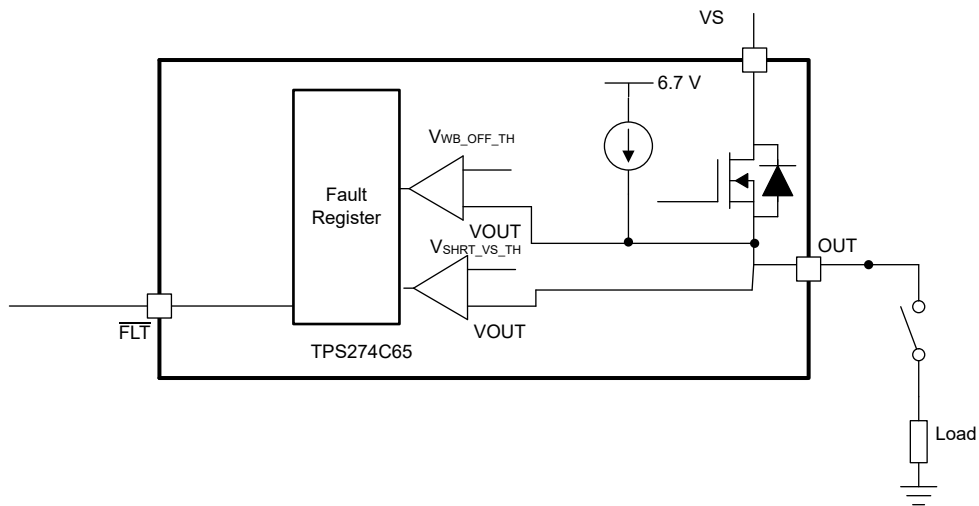 VS
6.7 V
VWB_OFF_TH
Fault
Register
VOUT
VSHRT_VS_TH
OUT
VOUT
FLT
TPS274C65
Load